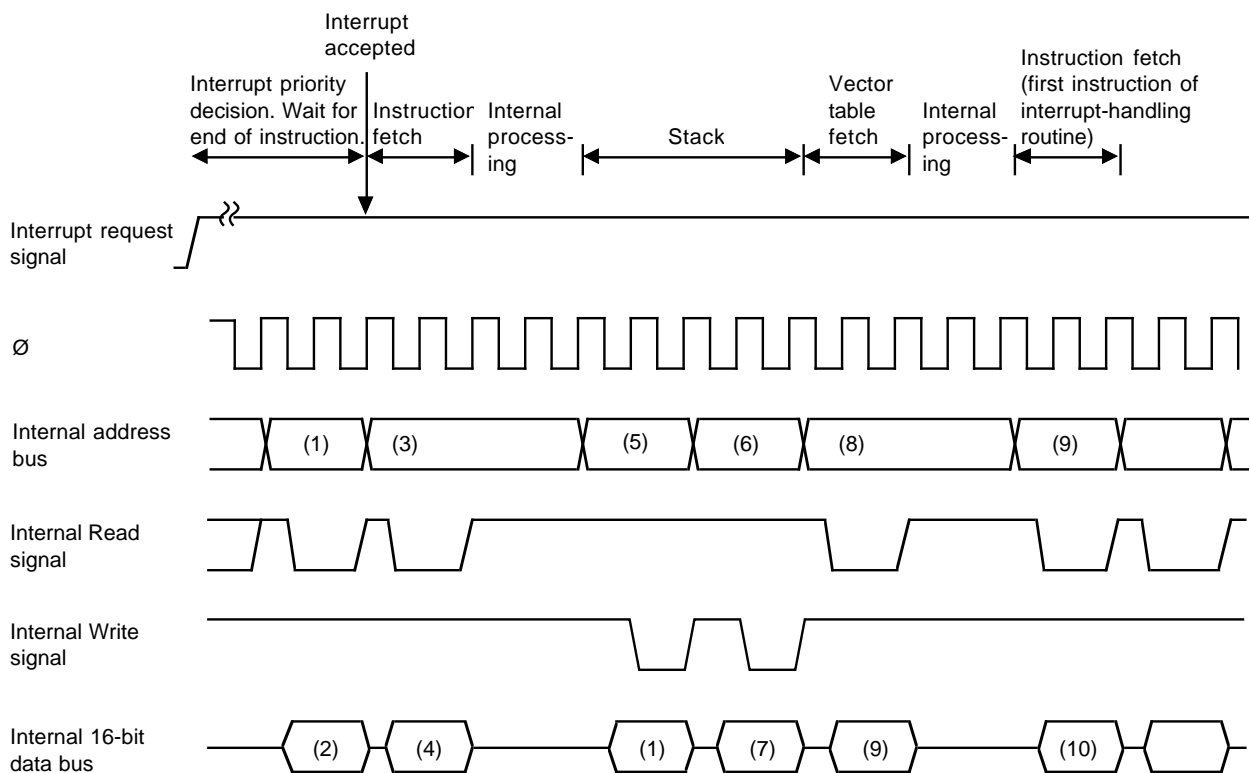 Interrupt
accepted
Interrupt priority
decision. Wait for
end of instruction.
Instruction
fetch
Internal
process-
ing
Stack
Vector
table
fetch
Internal
process-
ing
Instruction fetch
(first instruction of
interrupt-handling
routine)
Interrupt request
signal
Ø
Internal address
bus
(1)
(3)
(5)
(6)
(8)
(9)
Internal Read
signal
Internal Write
signal
Internal 16-bit
data bus
(2)
(4)
(1)
(7)
(9)
(10)